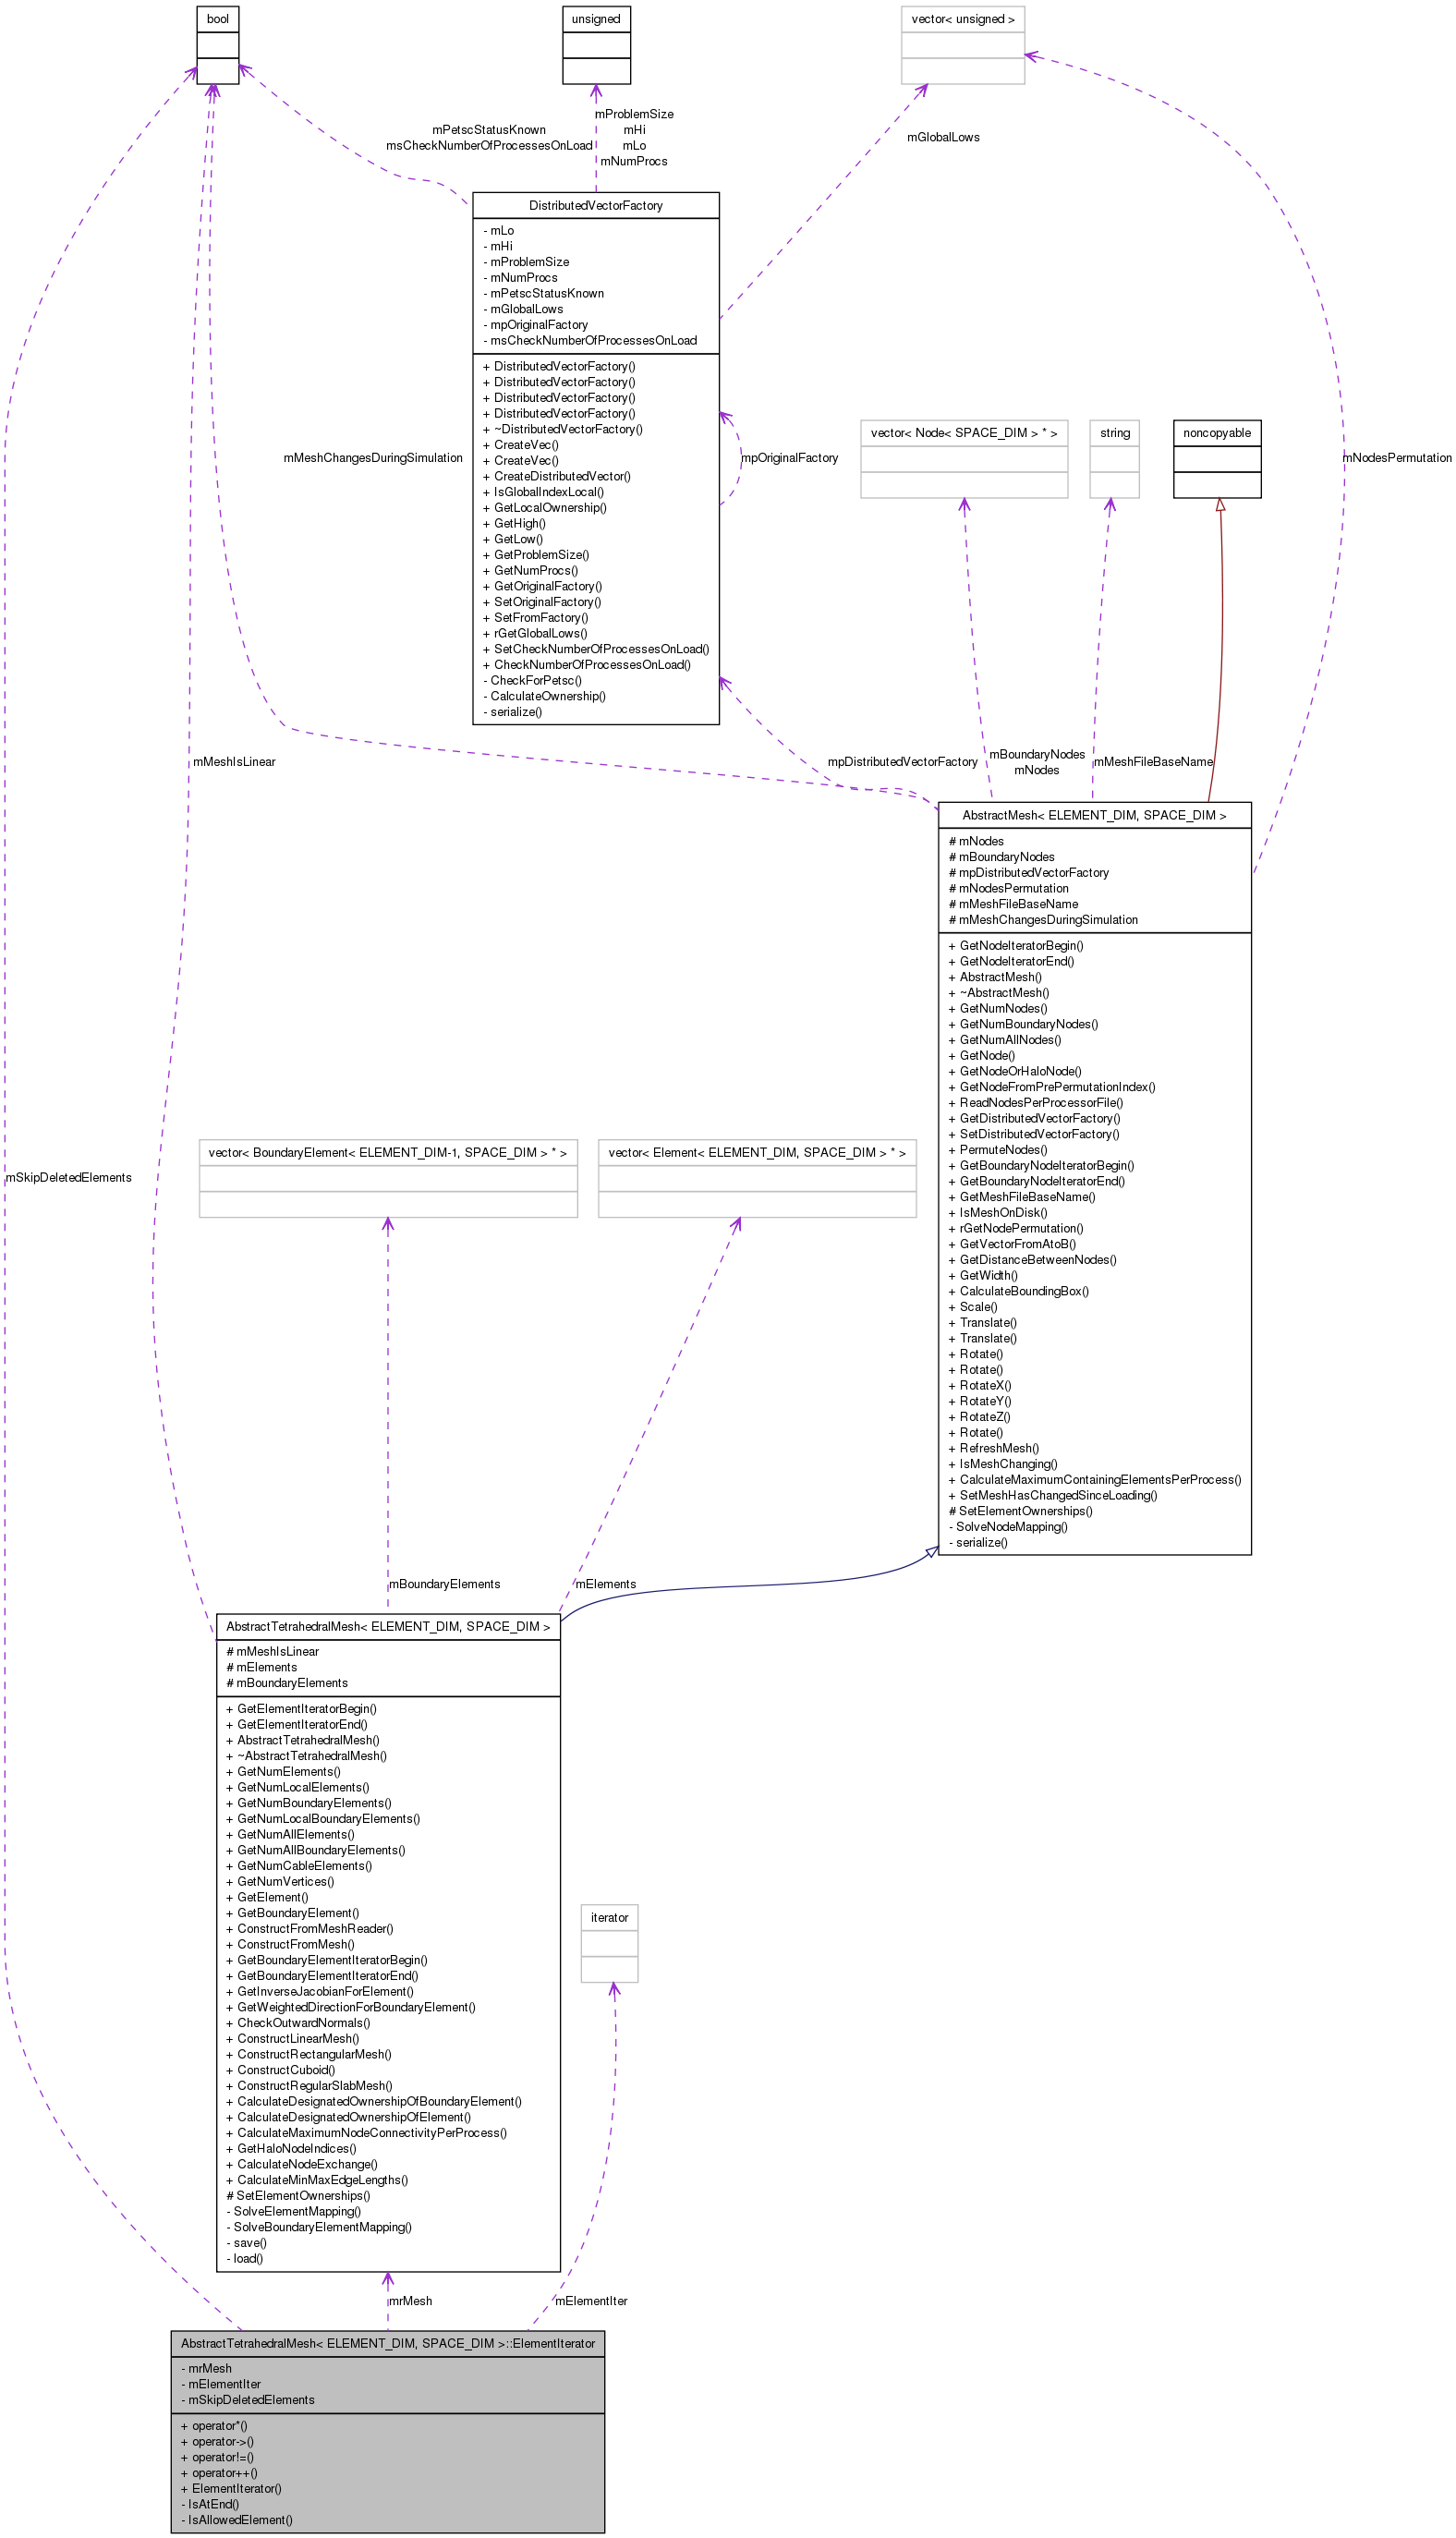 bool
unsigned
vector< unsigned >
mPetscStatusKnown
msCheckNumberOfProcessesOnLoad
mProblemSize
mHi
mLo
mNumProcs
mGlobalLows
DistributedVectorFactory
- mLo
- mHi
- mProblemSize
- mNumProcs
- mPetscStatusKnown
- mGlobalLows
- mpOriginalFactory
- msCheckNumberOfProcessesOnLoad
+ DistributedVectorFactory()
+ DistributedVectorFactory()
+ DistributedVectorFactory()
+ DistributedVectorFactory()
+ ~DistributedVectorFactory()
+ CreateVec()
+ CreateVec()
+ CreateDistributedVector()
+ IsGlobalIndexLocal()
+ GetLocalOwnership()
+ GetHigh()
+ GetLow()
+ GetProblemSize()
+ GetNumProcs()
+ GetOriginalFactory()
+ SetOriginalFactory()
+ SetFromFactory()
+ rGetGlobalLows()
+ SetCheckNumberOfProcessesOnLoad()
+ CheckNumberOfProcessesOnLoad()
- CheckForPetsc()
- CalculateOwnership()
- serialize()
vector< Node< SPACE_DIM > * >
string
noncopyable
mMeshChangesDuringSimulation
mpOriginalFactory
mNodesPermutation
mMeshIsLinear
mpDistributedVectorFactory
mBoundaryNodes
mNodes
mMeshFileBaseName
AbstractMesh< ELEMENT_DIM, SPACE_DIM >
# mNodes
# mBoundaryNodes
# mpDistributedVectorFactory
# mNodesPermutation
# mMeshFileBaseName
# mMeshChangesDuringSimulation
+ GetNodeIteratorBegin()
+ GetNodeIteratorEnd()
+ AbstractMesh()
+ ~AbstractMesh()
+ GetNumNodes()
+ GetNumBoundaryNodes()
+ GetNumAllNodes()
+ GetNode()
+ GetNodeOrHaloNode()
+ GetNodeFromPrePermutationIndex()
+ ReadNodesPerProcessorFile()
+ GetDistributedVectorFactory()
+ SetDistributedVectorFactory()
+ PermuteNodes()
+ GetBoundaryNodeIteratorBegin()
+ GetBoundaryNodeIteratorEnd()
+ GetMeshFileBaseName()
+ IsMeshOnDisk()
+ rGetNodePermutation()
+ GetVectorFromAtoB()
+ GetDistanceBetweenNodes()
+ GetWidth()
+ CalculateBoundingBox()
+ Scale()
+ Translate()
+ Translate()
+ Rotate()
+ Rotate()
+ RotateX()
+ RotateY()
+ RotateZ()
+ Rotate()
+ RefreshMesh()
+ IsMeshChanging()
+ CalculateMaximumContainingElementsPerProcess()
+ SetMeshHasChangedSinceLoading()
# SetElementOwnerships()
- SolveNodeMapping()
- serialize()
vector< BoundaryElement< ELEMENT_DIM-1, SPACE_DIM > * >
vector< Element< ELEMENT_DIM, SPACE_DIM > * >
mSkipDeletedElements
mBoundaryElements
mElements
AbstractTetrahedralMesh< ELEMENT_DIM, SPACE_DIM >
# mMeshIsLinear
# mElements
# mBoundaryElements
+ GetElementIteratorBegin()
+ GetElementIteratorEnd()
+ AbstractTetrahedralMesh()
+ ~AbstractTetrahedralMesh()
+ GetNumElements()
+ GetNumLocalElements()
+ GetNumBoundaryElements()
+ GetNumLocalBoundaryElements()
+ GetNumAllElements()
+ GetNumAllBoundaryElements()
+ GetNumCableElements()
+ GetNumVertices()
+ GetElement()
+ GetBoundaryElement()
+ ConstructFromMeshReader()
+ ConstructFromMesh()
+ GetBoundaryElementIteratorBegin()
+ GetBoundaryElementIteratorEnd()
+ GetInverseJacobianForElement()
+ GetWeightedDirectionForBoundaryElement()
+ CheckOutwardNormals()
+ ConstructLinearMesh()
+ ConstructRectangularMesh()
+ ConstructCuboid()
+ ConstructRegularSlabMesh()
+ CalculateDesignatedOwnershipOfBoundaryElement()
+ CalculateDesignatedOwnershipOfElement()
+ CalculateMaximumNodeConnectivityPerProcess()
+ GetHaloNodeIndices()
+ CalculateNodeExchange()
+ CalculateMinMaxEdgeLengths()
# SetElementOwnerships()
- SolveElementMapping()
- SolveBoundaryElementMapping()
- save()
- load()
iterator
mrMesh
mElementIter
AbstractTetrahedralMesh< ELEMENT_DIM, SPACE_DIM >::ElementIterator
- mrMesh
- mElementIter
- mSkipDeletedElements
+ operator*()
+ operator->()
+ operator!=()
+ operator++()
+ ElementIterator()
- IsAtEnd()
- IsAllowedElement()